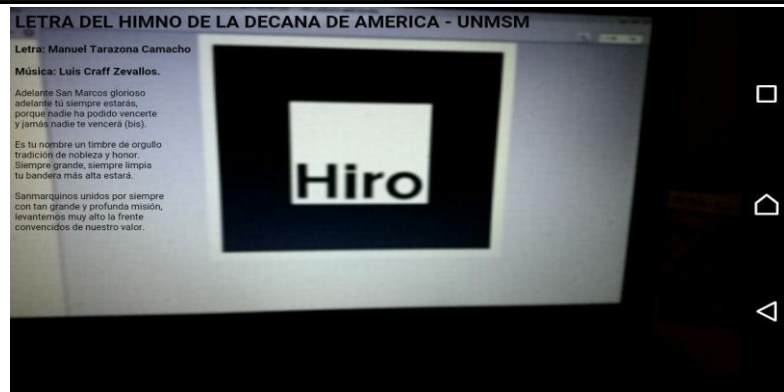 LETRA DEL HIMNO DE LA DECANA DE AMERICA - UNMSM
Letra: Manuel Tarazona Camacho
Música: Luis Craff Zevallos.
Adelante San Marcos glorioso
adelante tú siempre estarás,
porque nadie ha podido vencerte
y jamás nadie te vencerá (bis).
Es tu nombre un timbre de orgullo
tradición de nobleza y honor.
Siempre grande, siempre limpia
tu bandera más alta estará.
Sanmarquinos unidos por siempre
con tan grande y profunda misión,
levantemos muy alto la frente
convencidos de nuestro valor.
Hiro